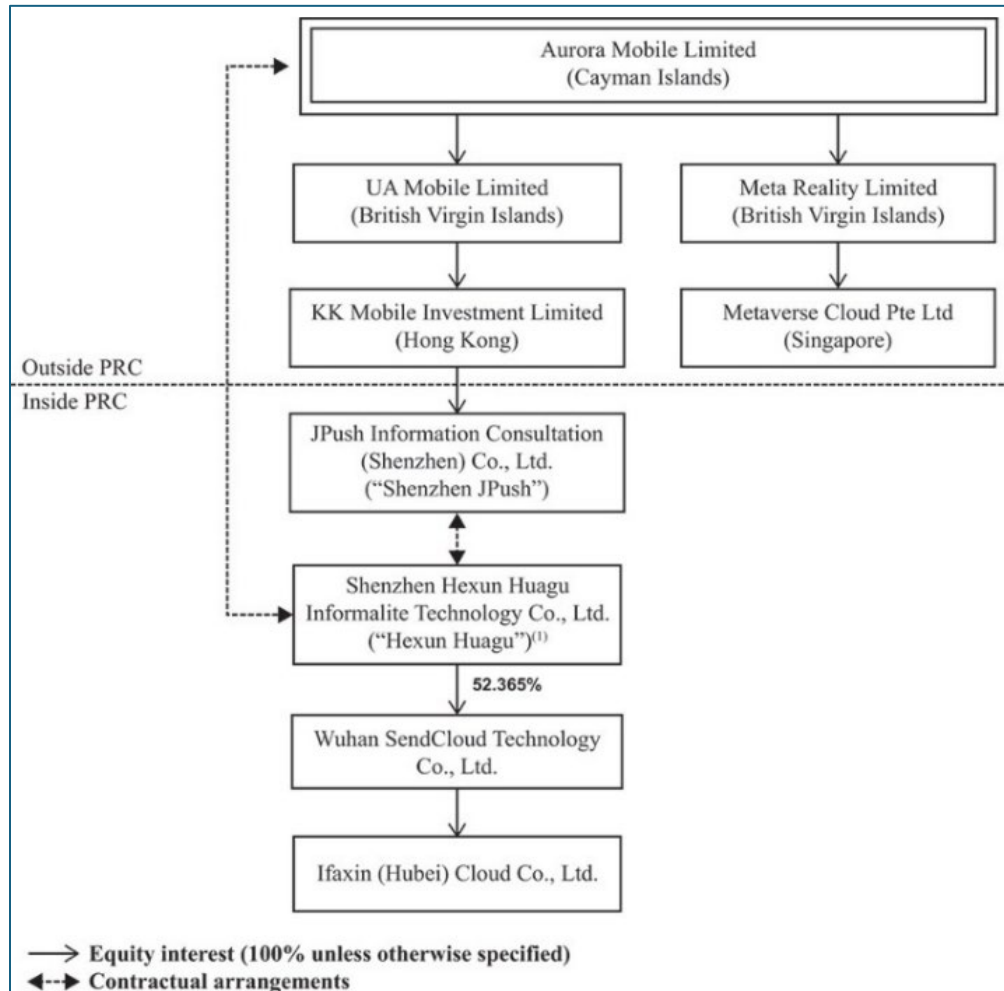 Aurora Mobile Limited
(Cayman Islands)
UA Mobile Limited
(British Virgin Islands)
Meta Reality Limited
(British Virgin Islands)
KK Mobile Investment Limited
(Hong Kong)
Metaverse Cloud Pte Ltd
(Singapore)
Outside PRC
Inside PRC
JPush Information Consultation
(Shenzhen) Co., Ltd.
(“Shenzhen JPush”)
Shenzhen Hexun Huagu
Informalite Technology Co., Ltd.
(“Hexun Huagu”)(1)
52.365%
Wuhan SendCloud Technology
Co., Ltd.
Ifaxin (Hubei) Cloud Co., Ltd.
Equity interest (100% unless otherwise specified)
Contractual arrangements